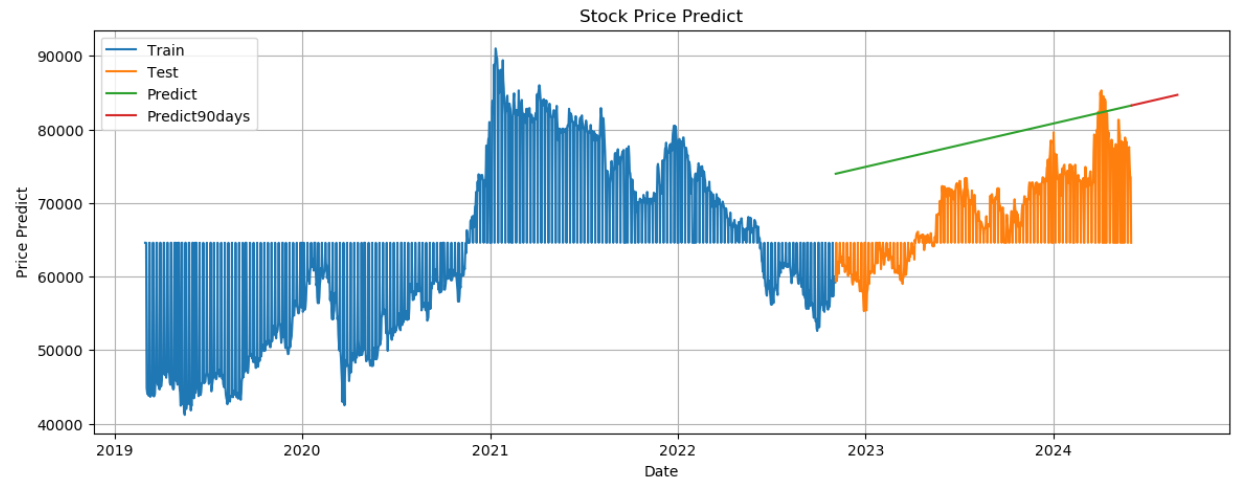 Stock Price Predict
Train
Test
Predict
Predict90days
Price Predict
90000
80000
70000
60000
50000
40000
2019
2020
2021
2022
2023
2024
Date